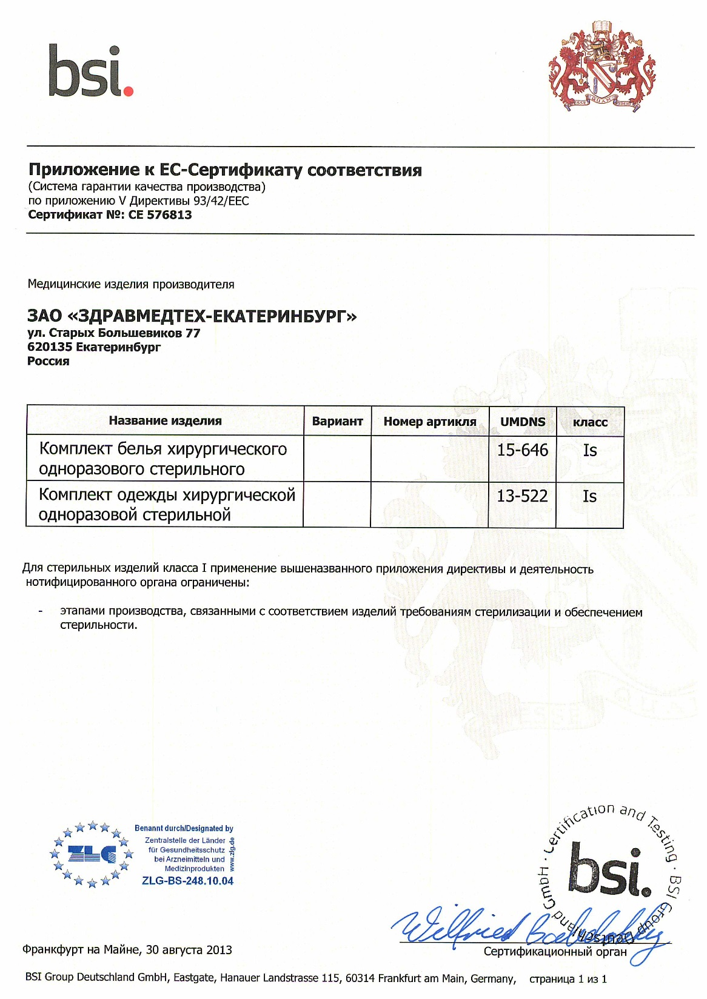 bsi.
Приложение к ЕС-Сертификату соответствия
(Система гарантии качества производства)
по приложению V Директивы 93/42/EEC
Сертификат №: CE 576813
Медицинские изделия производителя
ЗАО «ЗДРАВМЕДТЕХ-ЕКАТЕРИНБУРГ»
ул. Старых Большевиков 77
620135 Екатеринбург
Россия
Название изделия Вариант Номер артикля UMDNS класс
Комплект белья хирургического 15-646 Is
одноразового стерильного
Комплект одежды хирургической 13-522 Is
одноразовой стерильной
Для стерильных изделий класса I применение вышеназванного приложения директивы и деятельность
нотифицированного органа ограничены:
- этапами производства, связанными с соответствием изделий требованиям стерилизации и обеспечением
стерильности.
ZLG
Benannt durch/Designated by
Zentralstelle der Länder
für Gesundheitsschutz
bei Arzneimitteln und
Medizinprodukten
www.zlg.de
ZLG-BS-248.10.04
BSI Group Deutschland GmbH · Certification and Testing ·
bsi.
Wilfried
Франкфурт на Майне, 30 августа 2013
Сертификационный орган
BSI Group Deutschland GmbH, Eastgate, Hanauer Landstrasse 115, 60314 Frankfurt am Main, Germany, страница 1 из 1